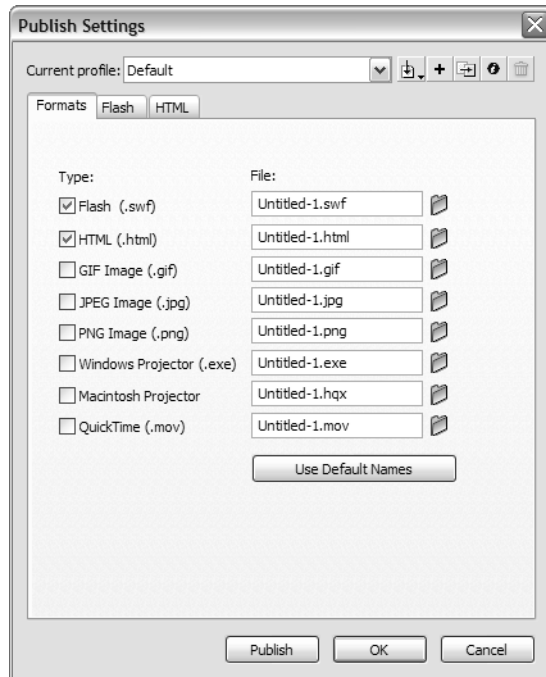 Publish Settings
Current profile: Default
Formats Flash HTML
Type: File:
Flash (.swf) Untitled-1.swf
HTML (.html) Untitled-1.html
GIF Image (.gif) Untitled-1.gif
JPEG Image (.jpg) Untitled-1.jpg
PNG Image (.png) Untitled-1.png
Windows Projector (.exe) Untitled-1.exe
Macintosh Projector Untitled-1.hqx
QuickTime (.mov) Untitled-1.mov
Use Default Names
Publish OK Cancel